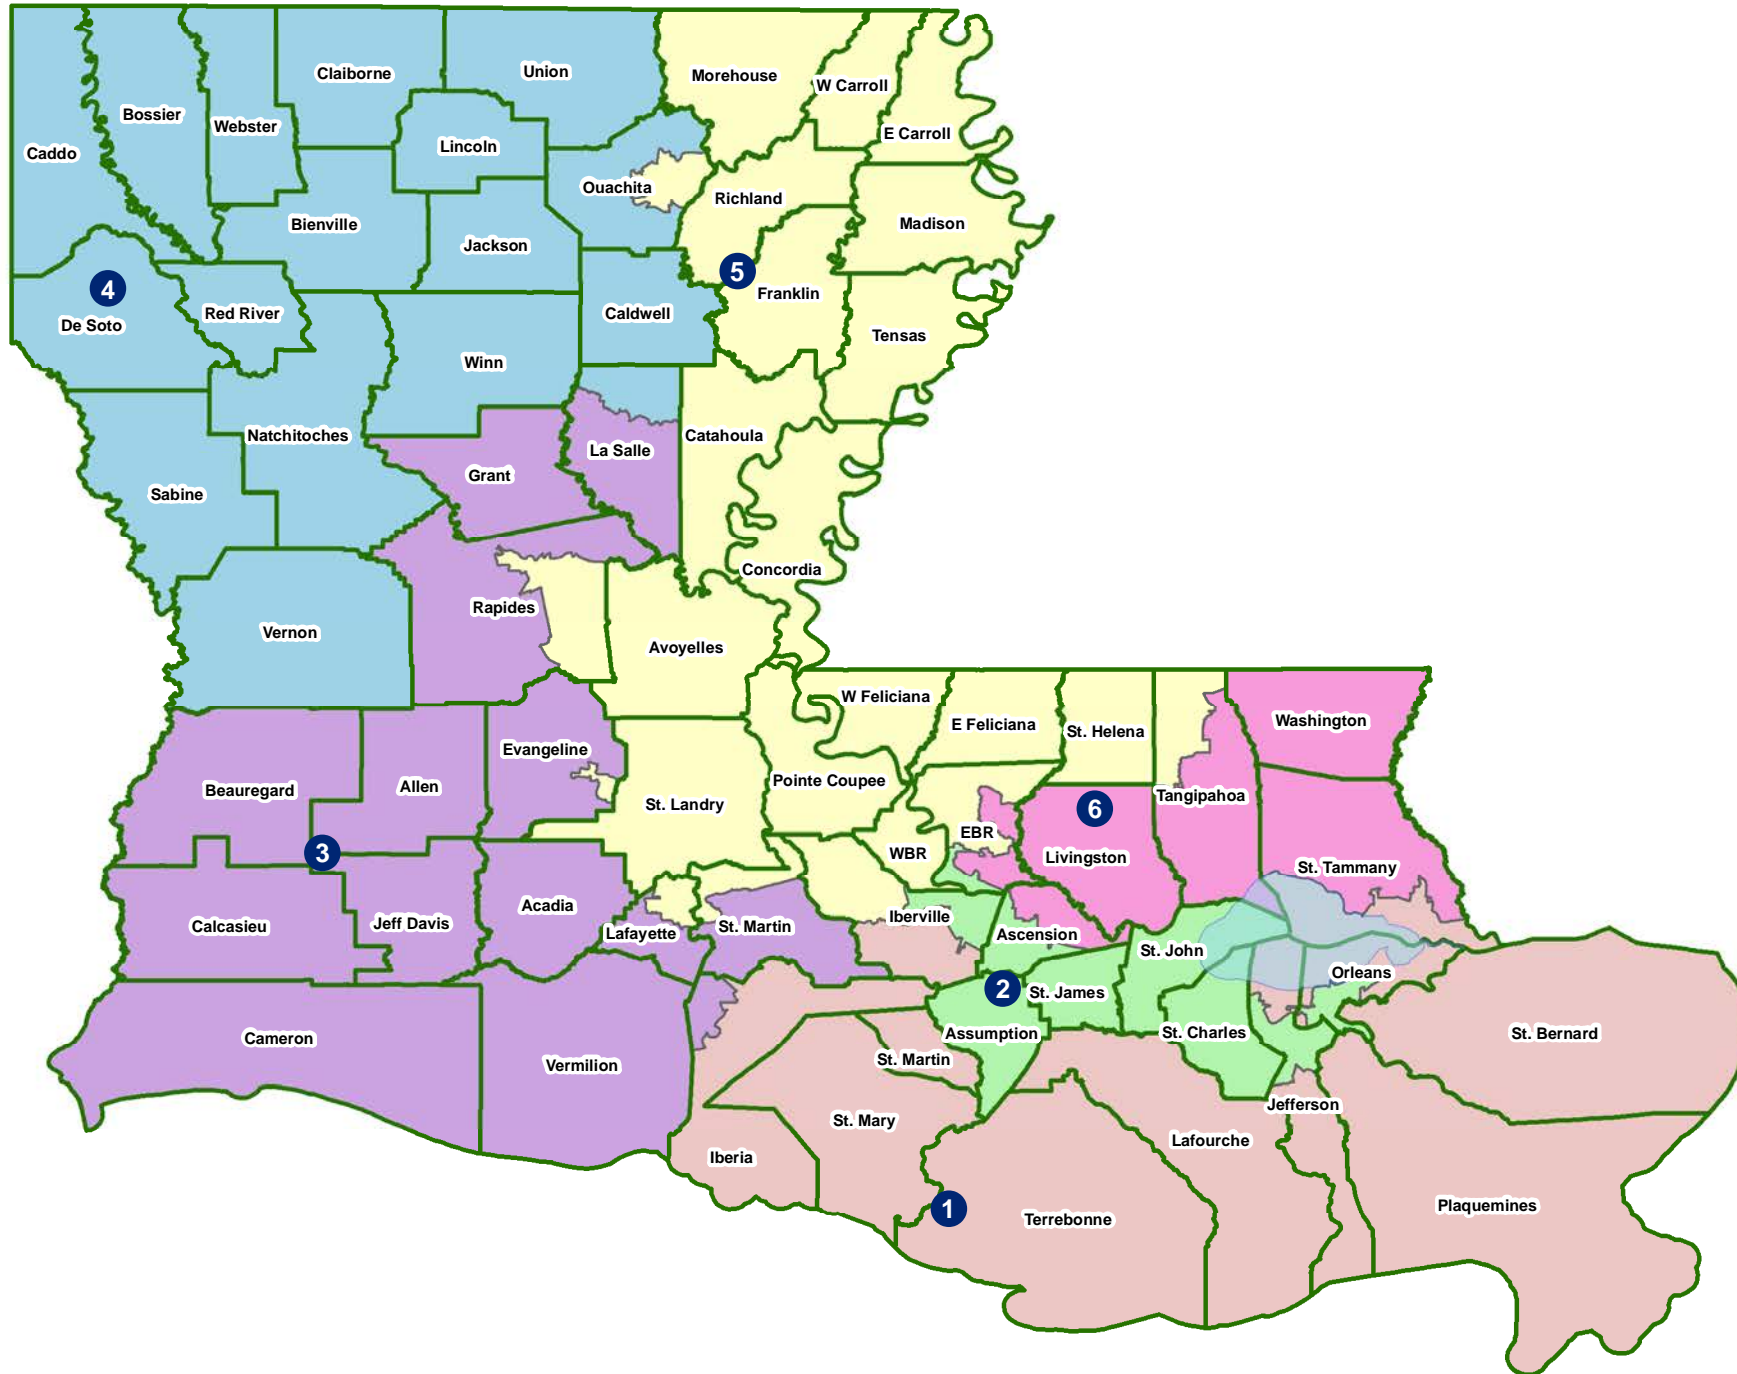 Claiborne
Union
Morehouse
W Carroll
Bossier
Webster
E Carroll
Caddo
Lincoln
Ouachita
Richland
Bienville
Madison
Jackson
5
4
Franklin
De Soto
Red River
Caldwell
Tensas
Winn
Natchitoches
Catahoula
La Salle
Grant
Sabine
Concordia
Rapides
Vernon
Avoyelles
W Feliciana
E Feliciana
St. Helena
Washington
Evangeline
Pointe Coupee
Beauregard
Allen
St. Landry
Tangipahoa
6
EBR
3
WBR
Livingston
St. Tammany
Acadia
Iberville
Calcasieu
Jeff Davis
Lafayette
St. Martin
Ascension
St. John
Orleans
2
St. James
Cameron
Assumption
St. Charles
St. Bernard
Vermilion
St. Martin
Jefferson
St. Mary
Lafourche
Iberia
1
Terrebonne
Plaquemines